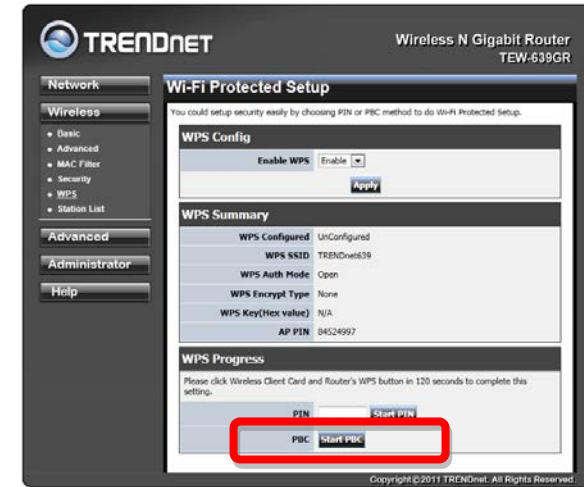 TRENDNET
Wireless N Gigabit Router
TEW-639GR
Network
Wireless
Basic
Advanced
MAC Filter
Security
WPS
Station List
Advanced
Administrator
Help
Wi-Fi Protected Setup
You could setup security easily by choosing PIN or PBC method to do Wi-Fi Protected Setup.
WPS Config
Enable WPS Enable
Apply
WPS Summary
WPS Configured UnConfigured
WPS SSID TRENDnet639
WPS Auth Mode Open
WPS Encrypt Type None
WPS Key(Hex value) N/A
AP PIN 84524997
WPS Progress
Please click Wireless Client Card and Router's WPS button in 120 seconds to complete this
setting.
PIN Start PIN
PBC Start PBC
Copyright©2011 TRENDnet. All Rights Reserved.